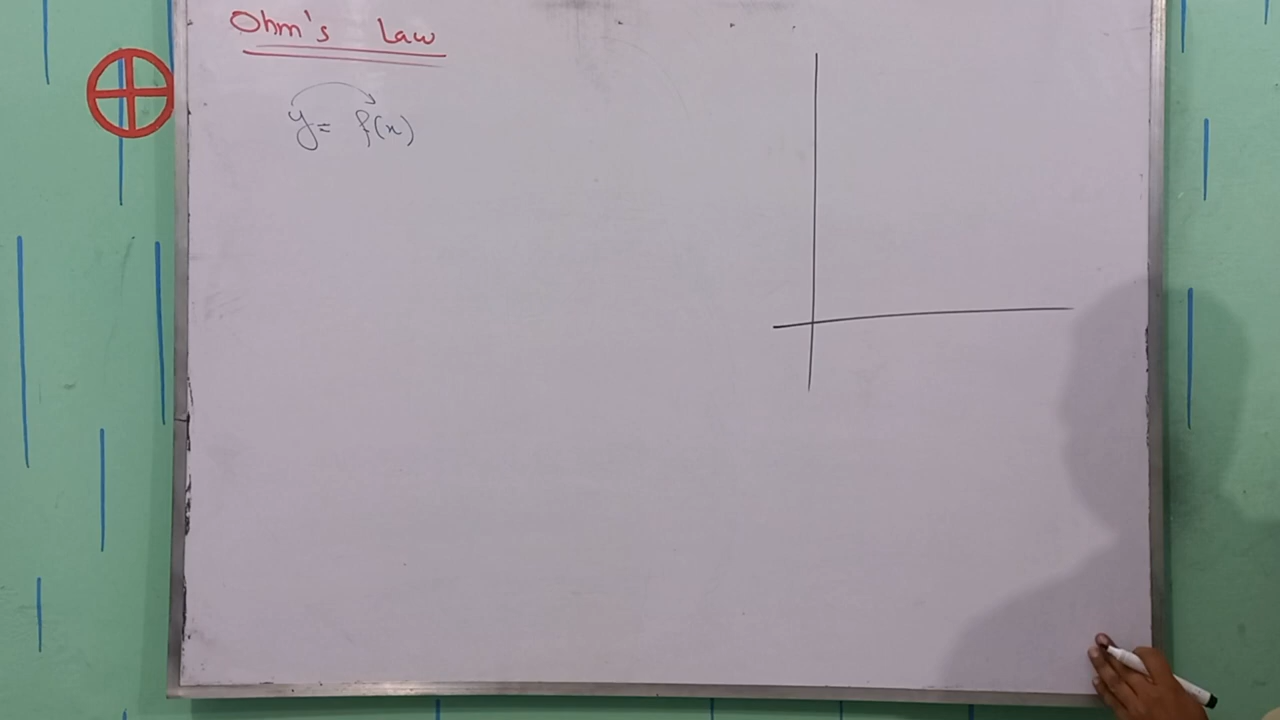 Ohm's Law
y = f(x)